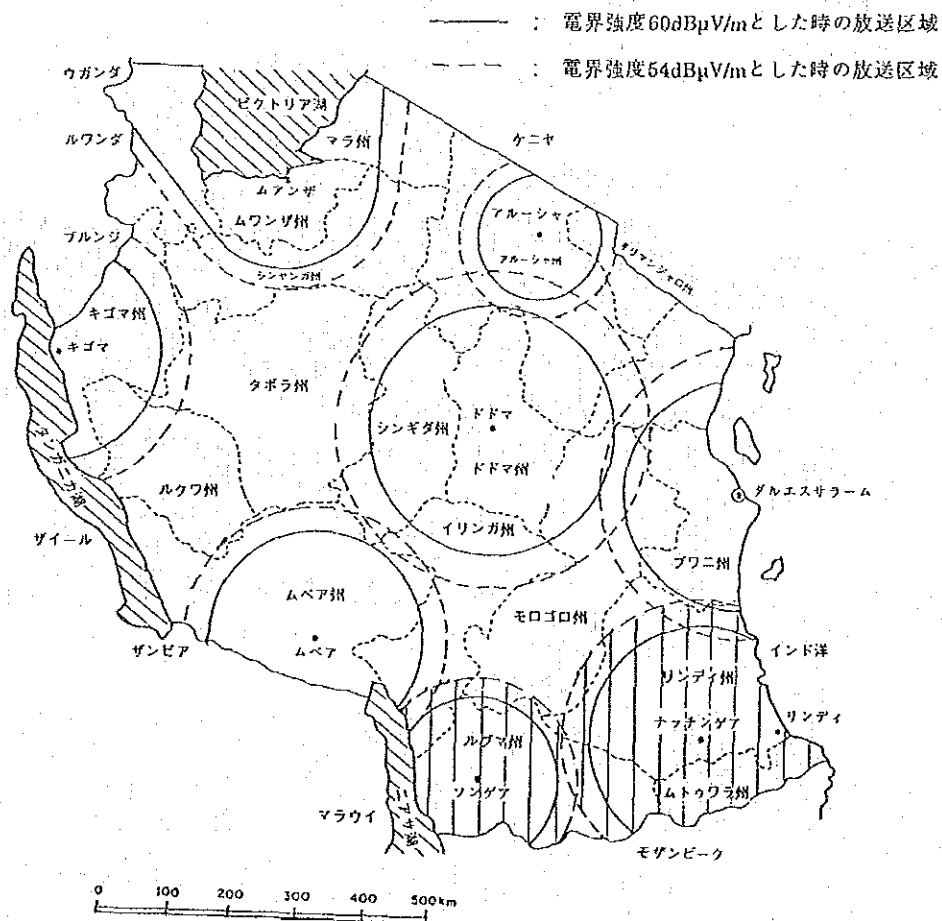 : 電界強度60dBμV/mとした時の放送区域
: 電界強度54dBμV/mとした時の放送区域
ウガンダ
ビクトリア湖
ルワンダ
マラ州
ケニヤ
ムアンザ
ムワンザ州
アルーシャ
ブルンジ
シンヤンガ州
アルーシャ州
キリマンジャロ州
キゴマ州
キゴマ
タボラ州
シンギダ州
ドドマ
ドドマ州
タンガニカ湖
ルクワ州
ダルエスサラーム
イリンガ州
ザイール
プワニ州
ムベア州
モロゴロ州
ザンビア
ムベア
インド洋
リンディ州
ナッチンゲア
リンディ
ルブマ州
ソンゲア
ムトゥワラ州
マラウイ
ニアサ湖
モザンビーク
0 100 200 300 400 500km